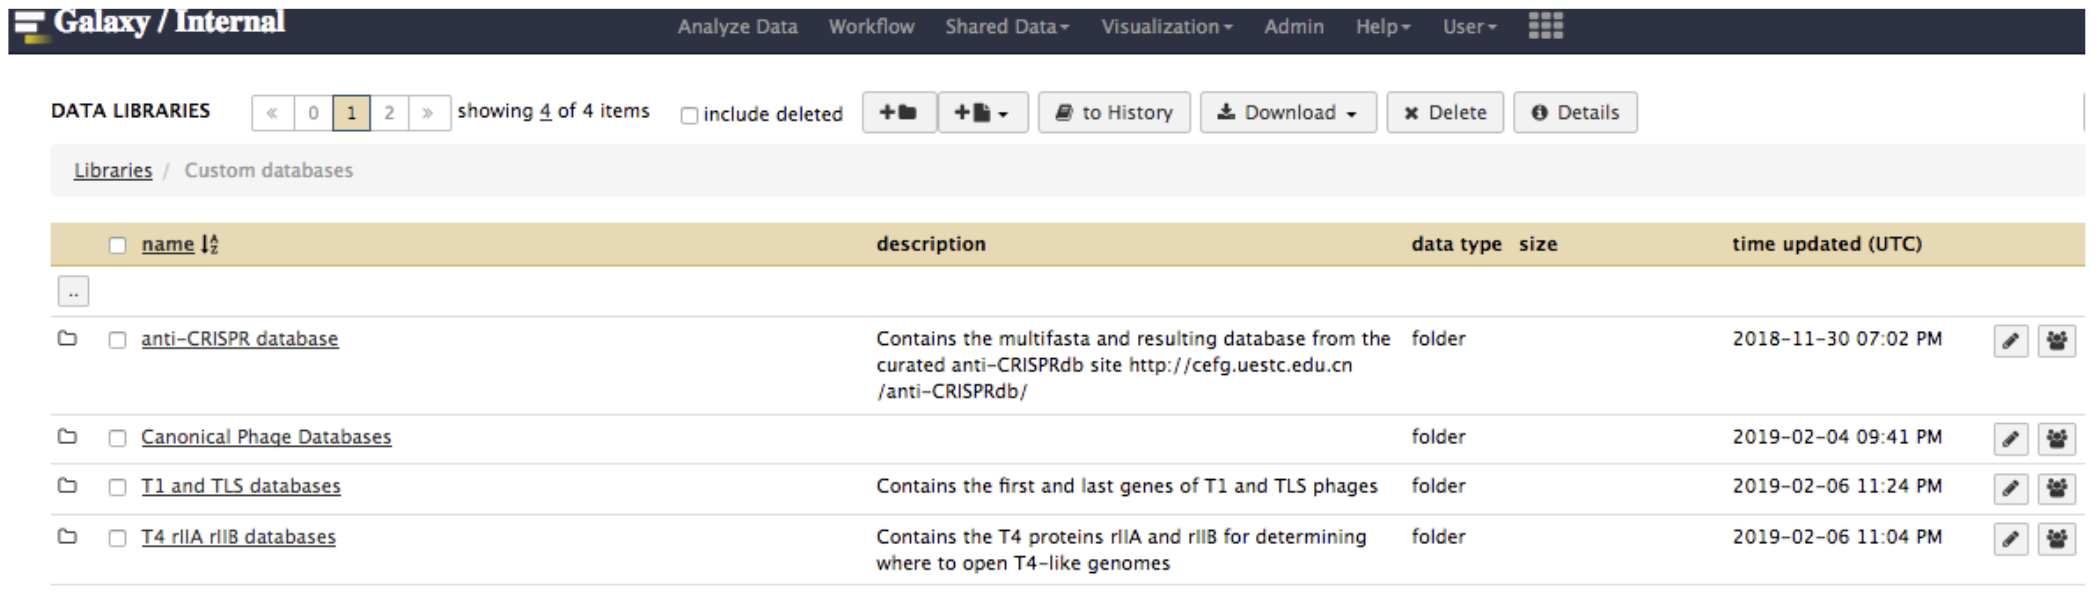 Galaxy / Internal
Analyze Data Workflow Shared Data Visualization Admin Help User
DATA LIBRARIES « 0 1 2 » showing 4 of 4 items include deleted + + to History Download Delete Details
Libraries / Custom databases
name description data type size time updated (UTC)
..
anti-CRISPR database Contains the multifasta and resulting database from the folder 2018-11-30 07:02 PM
curated anti-CRISPRdb site http://cefg.uestc.edu.cn
/anti-CRISPRdb/
Canonical Phage Databases folder 2019-02-04 09:41 PM
T1 and TLS databases Contains the first and last genes of T1 and TLS phages folder 2019-02-06 11:24 PM
T4 rIIA rIIB databases Contains the T4 proteins rIIA and rIIB for determining folder 2019-02-06 11:04 PM
where to open T4-like genomes